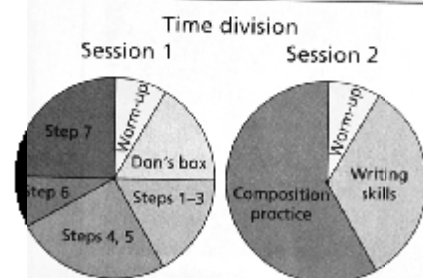 Time division
Session 1
Session 2
Warm-up
Don's box
Steps 1–3
Steps 4, 5
Step 6
Step 7
Warm-up
Writing
skills
Composition
practice